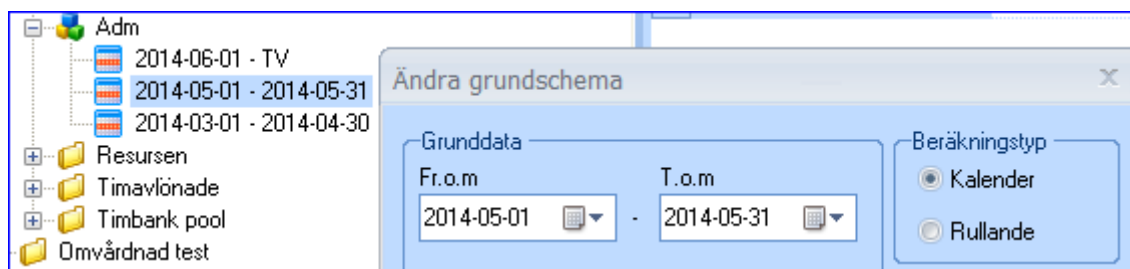 Adm
2014-06-01 - TV
2014-05-01 - 2014-05-31
2014-03-01 - 2014-04-30
Resursen
Timavlönade
Timbank pool
Omvårdnad test
Ändra grundschema
Grunddata
Fr.o.m T.o.m
2014-05-01 - 2014-05-31
Beräkningstyp
Kalender
Rullande